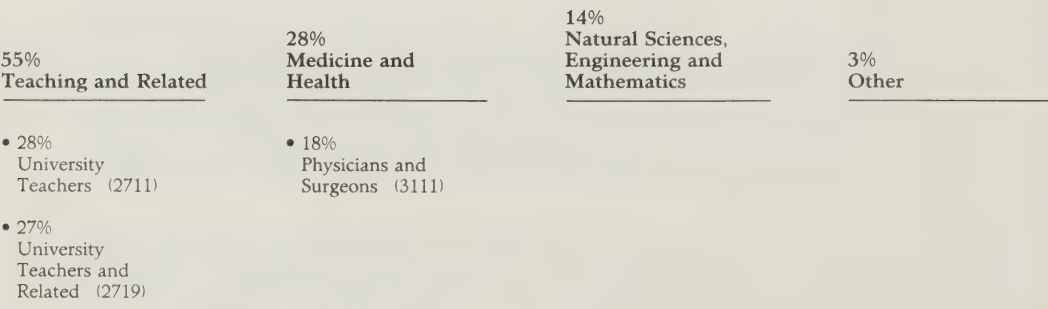 55%
Teaching and Related
• 28%
University
Teachers (2711)
• 27%
University
Teachers and
Related (2719)
28%
Medicine and
Health
• 18%
Physicians and
Surgeons (3111)
14%
Natural Sciences,
Engineering and
Mathematics
3%
Other